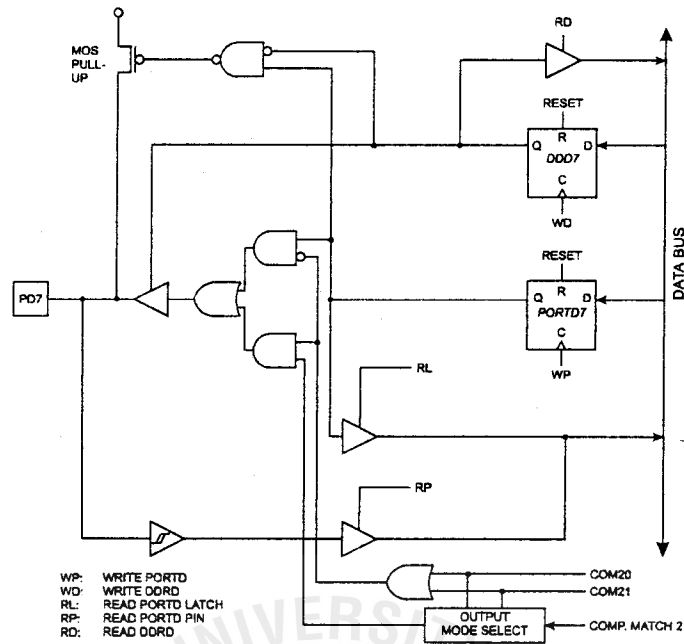 MOS
PULL-
UP
RD
RESET
R
Q DDD7 D
C
WD
RESET
R
Q PORTD7 D
C
WP
DATA BUS
PD7
RL
RP
WP: WRITE PORTD
WD: WRITE DDRD
RL: READ PORTD LATCH
RP: READ PORTD PIN
RD: READ DDRD
COM20
COM21
OUTPUT
MODE SELECT
COMP. MATCH 2
UNIVERSIT